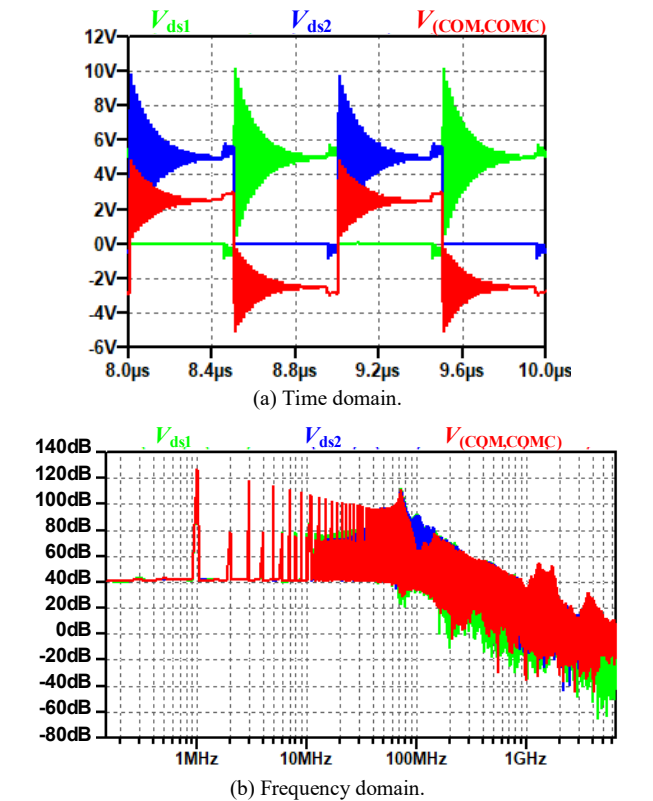 Vds1 Vds2 V(COM,COMC)
12V
10V
8V
6V
4V
2V
0V
-2V
-4V
-6V
8.0µs 8.4µs 8.8µs 9.2µs 9.6µs 10.0µs
(a) Time domain.
Vds1 Vds2 V(COM,COMC)
140dB
120dB
100dB
80dB
60dB
40dB
20dB
0dB
-20dB
-40dB
-60dB
-80dB
1MHz 10MHz 100MHz 1GHz
(b) Frequency domain.